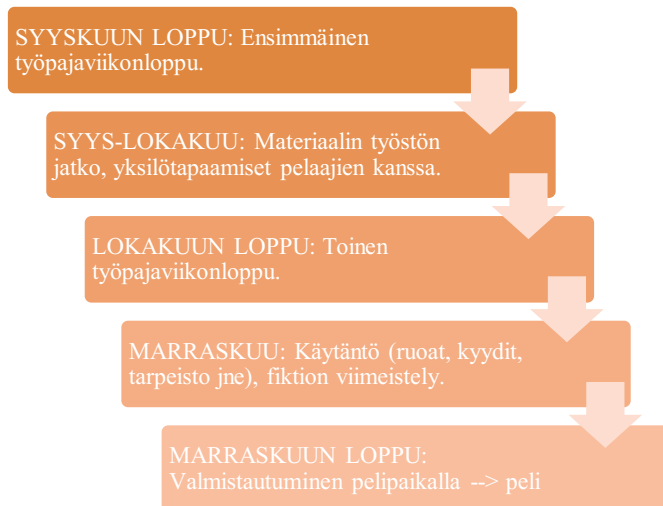 SYYSKUUN LOPPU: Ensimmäinen
työpajaviikonloppu.
SYYS-LOKAKUU: Materiaalin työstön
jatko, yksilötapaamiset pelaajien kanssa.
LOKAKUUN LOPPU: Toinen
työpajaviikonloppu.
MARRASKUU: Käytäntö (ruoat, kyydit,
tarpeisto jne), fiktion viimeistely.
MARRASKUUN LOPPU:
Valmistautuminen pelipaikalla --> peli